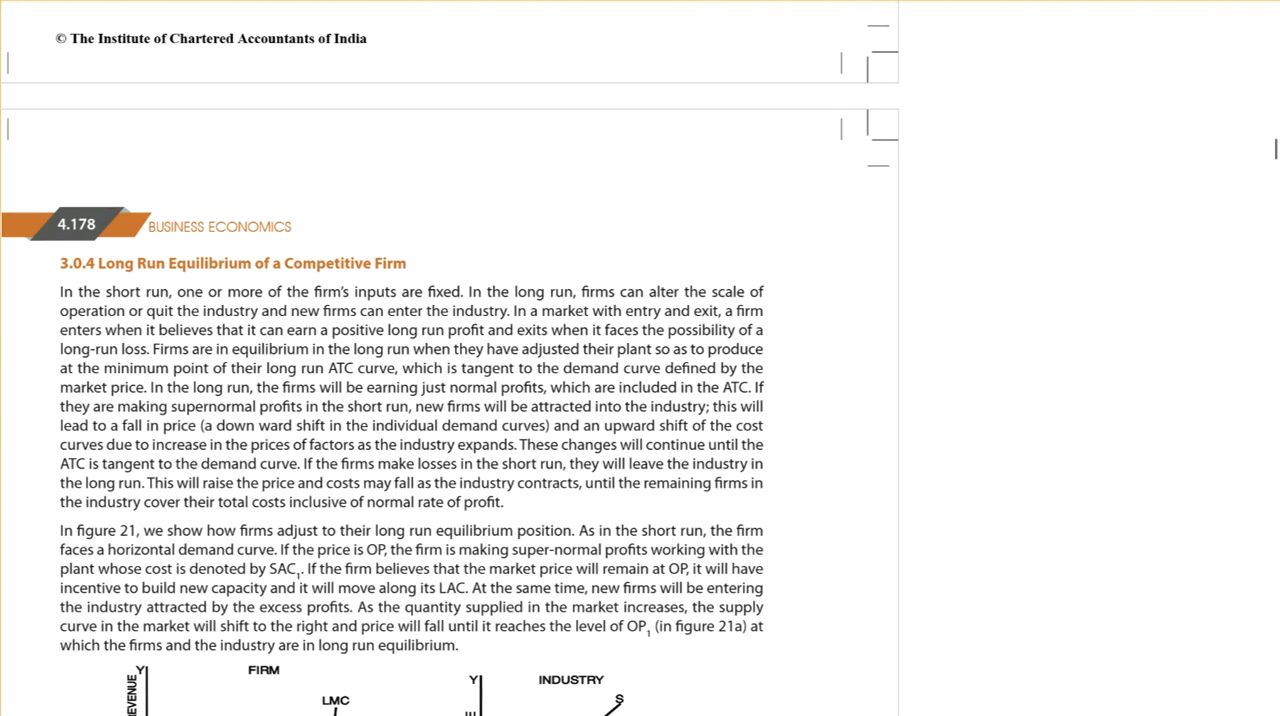 © The Institute of Chartered Accountants of India
4.178
BUSINESS ECONOMICS
3.0.4 Long Run Equilibrium of a Competitive Firm
In the short run, one or more of the firm's inputs are fixed. In the long run, firms can alter the scale of
operation or quit the industry and new firms can enter the industry. In a market with entry and exit, a firm
enters when it believes that it can earn a positive long run profit and exits when it faces the possibility of a
long-run loss. Firms are in equilibrium in the long run when they have adjusted their plant so as to produce
at the minimum point of their long run ATC curve, which is tangent to the demand curve defined by the
market price. In the long run, the firms will be earning just normal profits, which are included in the ATC. If
they are making supernormal profits in the short run, new firms will be attracted into the industry; this will
lead to a fall in price (a down ward shift in the individual demand curves) and an upward shift of the cost
curves due to increase in the prices of factors as the industry expands. These changes will continue until the
ATC is tangent to the demand curve. If the firms make losses in the short run, they will leave the industry in
the long run. This will raise the price and costs may fall as the industry contracts, until the remaining firms in
the industry cover their total costs inclusive of normal rate of profit.
In figure 21, we show how firms adjust to their long run equilibrium position. As in the short run, the firm
faces a horizontal demand curve. If the price is OP, the firm is making super-normal profits working with the
plant whose cost is denoted by SAC₁. If the firm believes that the market price will remain at OP, it will have
incentive to build new capacity and it will move along its LAC. At the same time, new firms will be entering
the industry attracted by the excess profits. As the quantity supplied in the market increases, the supply
curve in the market will shift to the right and price will fall until it reaches the level of OP₁ (in figure 21a) at
which the firms and the industry are in long run equilibrium.
Y
FIRM
LMC
Y
INDUSTRY
S